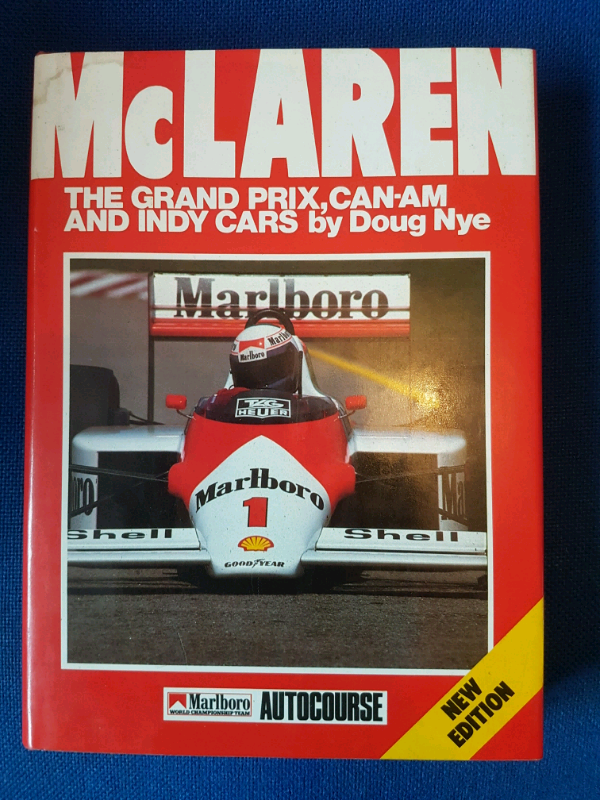 McLAREN
THE GRAND PRIX, CAN-AM
AND INDY CARS by Doug Nye
Marlboro
Marlboro
Marlboro
TAG
HEUER
Marlboro
1
Shell
Shell
GOODYEAR
Marlboro
WORLD CHAMPIONSHIP TEAM
AUTOCOURSE
NEW
EDITION